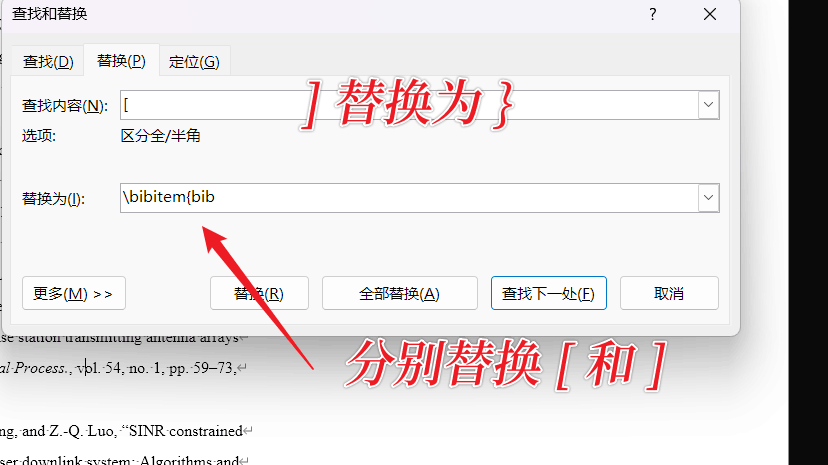 查找和替换
? ×
查找(D) 替换(P) 定位(G)
查找内容(N): [
] 替换为 }
选项: 区分全/半角
替换为(I): \bibitem{bib
更多(M) >> 替换(R) 全部替换(A) 查找下一处(F) 取消
se station transmitting antenna arrays↵
al Process., vol. 54, no. 1, pp. 59–73,↵
分别替换 [ 和 ]
ng, and Z.-Q. Luo, “SINR constrained↵
ser downlink system: Algorithms and↵